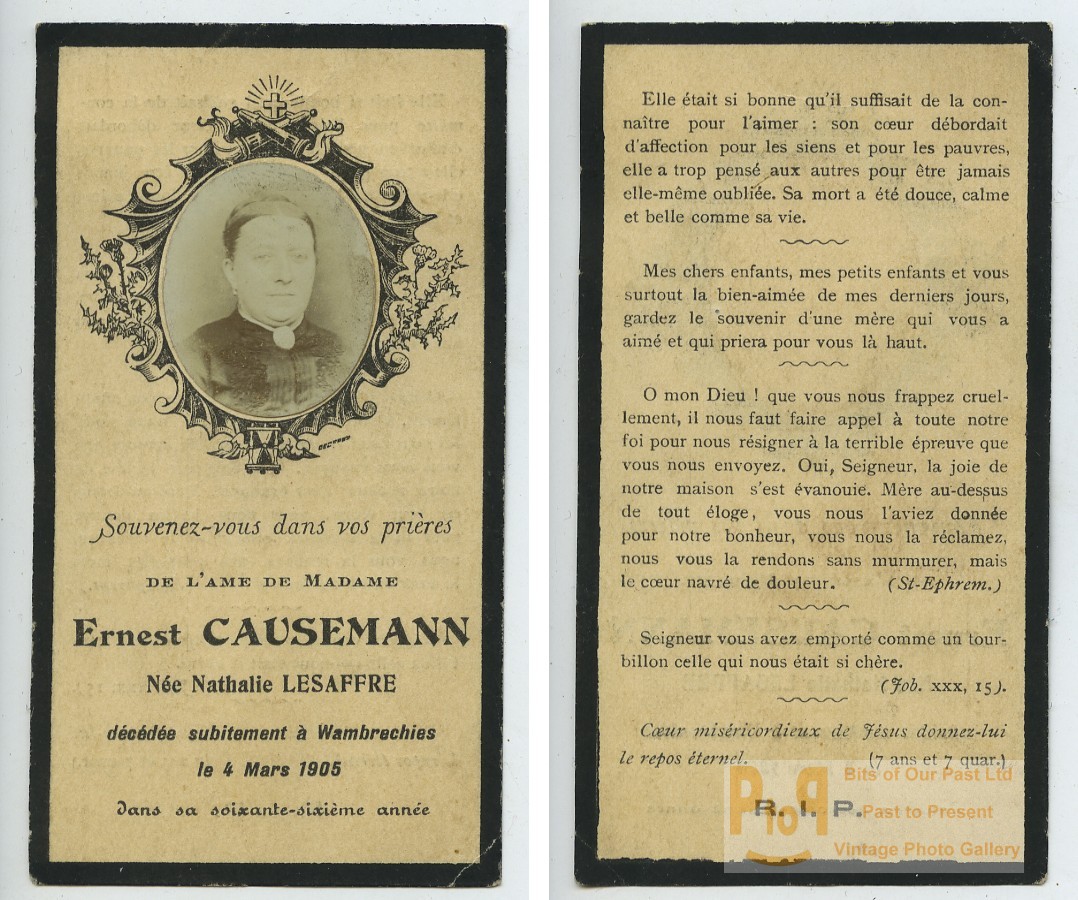 Souvenez-vous dans vos prières
DE L'AME DE MADAME
Ernest CAUSEMANN
Née Nathalie LESAFFRE
décédée subitement à Wambrechies
le 4 Mars 1905
dans sa soixante-sixième année
Elle était si bonne qu'il suffisait de la con-
naître pour l'aimer : son cœur débordait
d'affection pour les siens et pour les pauvres,
elle a trop pensé aux autres pour être jamais
elle-même oubliée. Sa mort a été douce, calme
et belle comme sa vie.
Mes chers enfants, mes petits enfants et vous
surtout la bien-aimée de mes derniers jours,
gardez le souvenir d'une mère qui vous a
aimé et qui priera pour vous là haut.
O mon Dieu ! que vous nous frappez cruel-
lement, il nous faut faire appel à toute notre
foi pour nous résigner à la terrible épreuve que
vous nous envoyez. Oui, Seigneur, la joie de
notre maison s'est évanouie. Mère au-dessus
de tout éloge, vous nous l'aviez donnée
pour notre bonheur, vous nous la réclamez,
nous vous la rendons sans murmurer, mais
le cœur navré de douleur. (St-Ephrem.)
Seigneur vous avez emporté comme un tour-
billon celle qui nous était si chère.
(Job. XXX, 15).
Cœur miséricordieux de Jésus donnez-lui
le repos éternel. (7 ans et 7 quar.)
R. I. P.
PtoP
Bits of Our Past Ltd
Past to Present
Vintage Photo Gallery